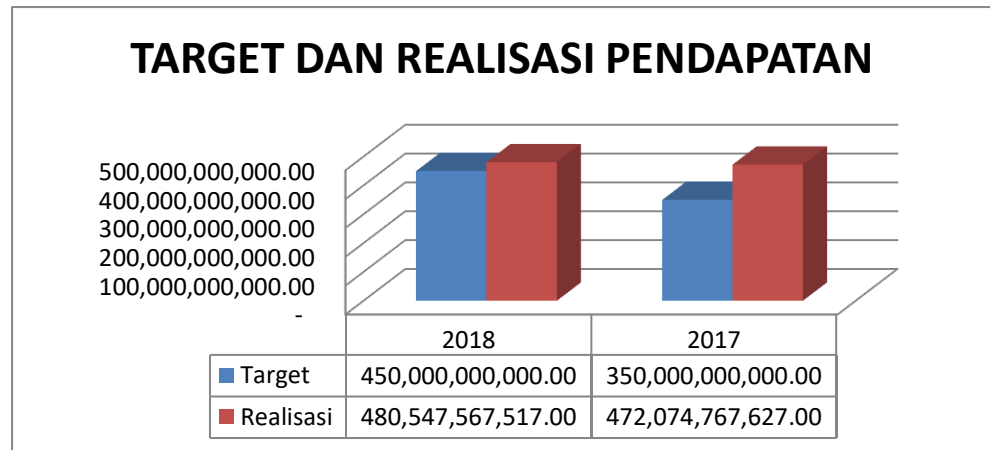 TARGET DAN REALISASI PENDAPATAN
500,000,000,000.00
400,000,000,000.00
300,000,000,000.00
200,000,000,000.00
100,000,000,000.00
-
2018 2017
Target 450,000,000,000.00 350,000,000,000.00
Realisasi 480,547,567,517.00 472,074,767,627.00